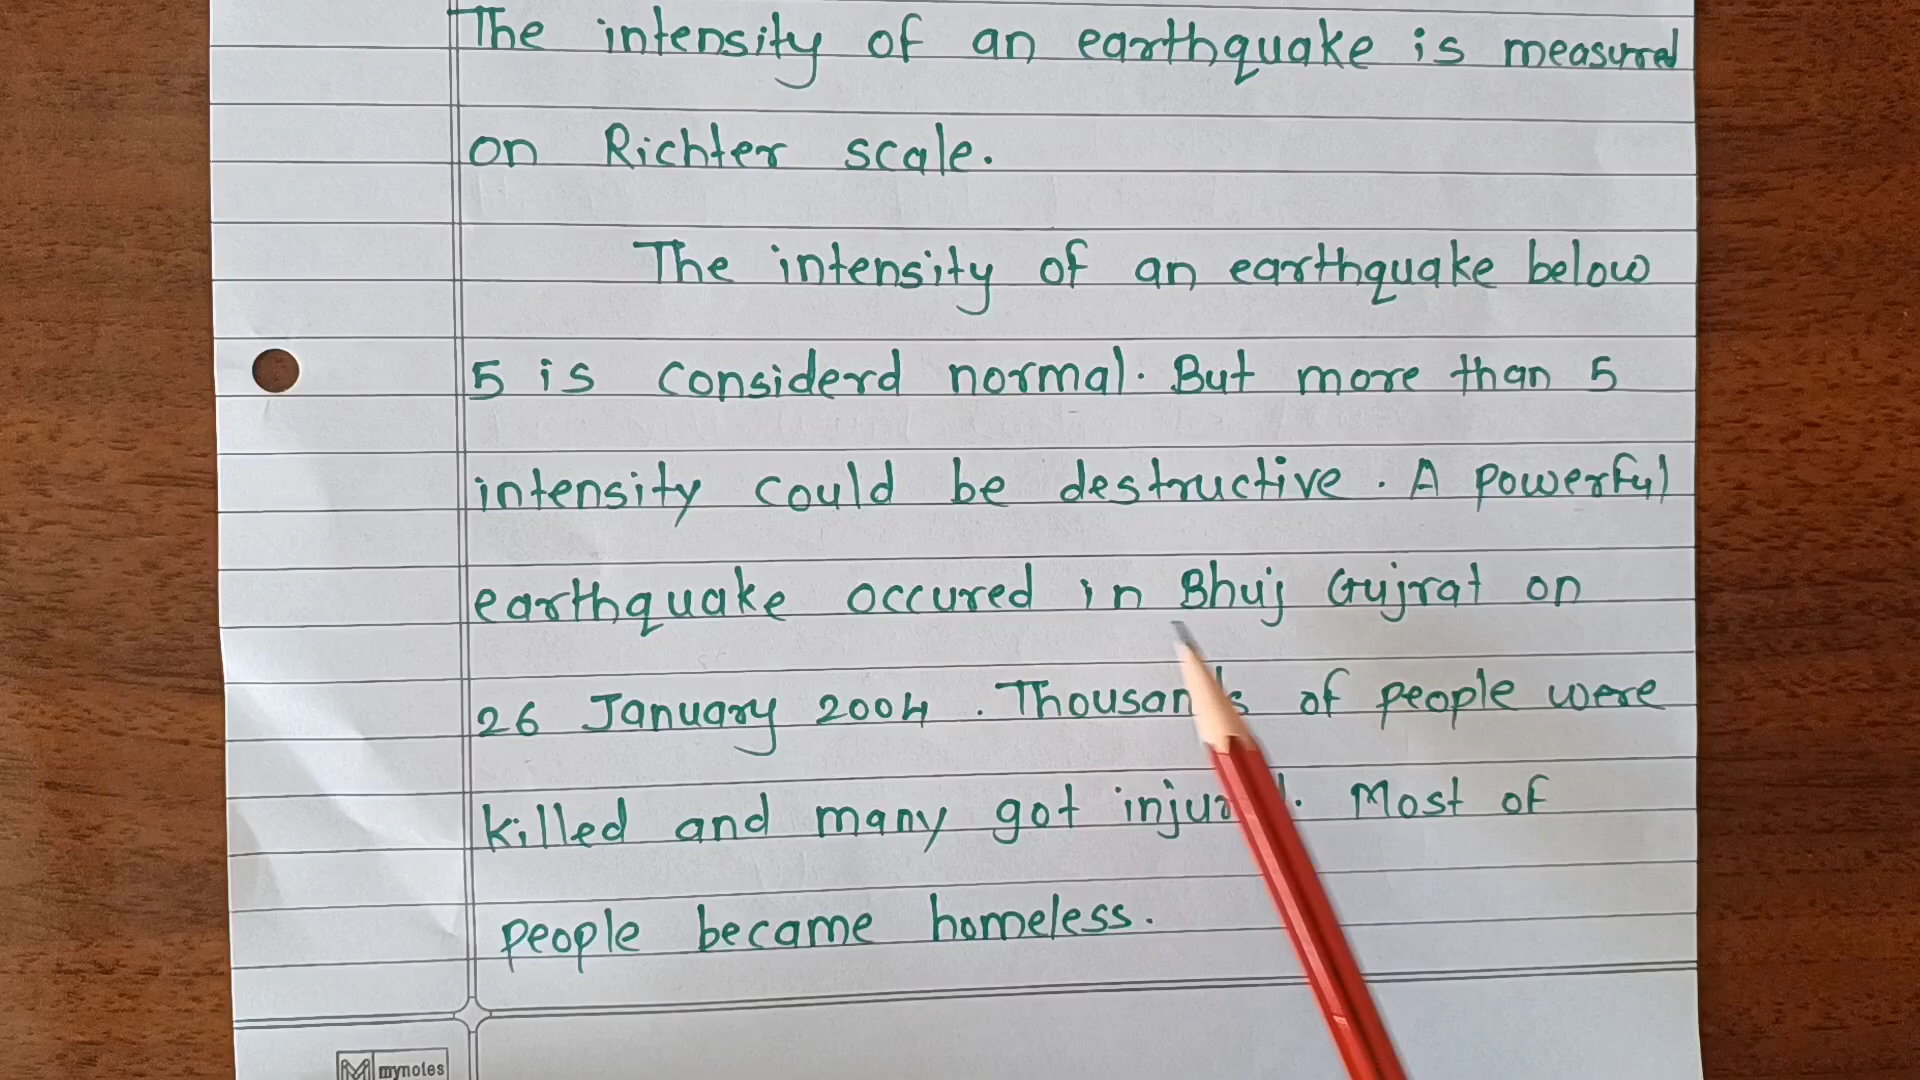 The intensity of an earthquake is measured
on Richter scale.
The intensity of an earthquake below
5 is considerd normal. But more than 5
intensity could be destructive. A powerful
earthquake occured in Bhuj Gujrat on
26 January 2004. Thousands of people were
killed and many got injured. Most of
people became homeless.
mynotes